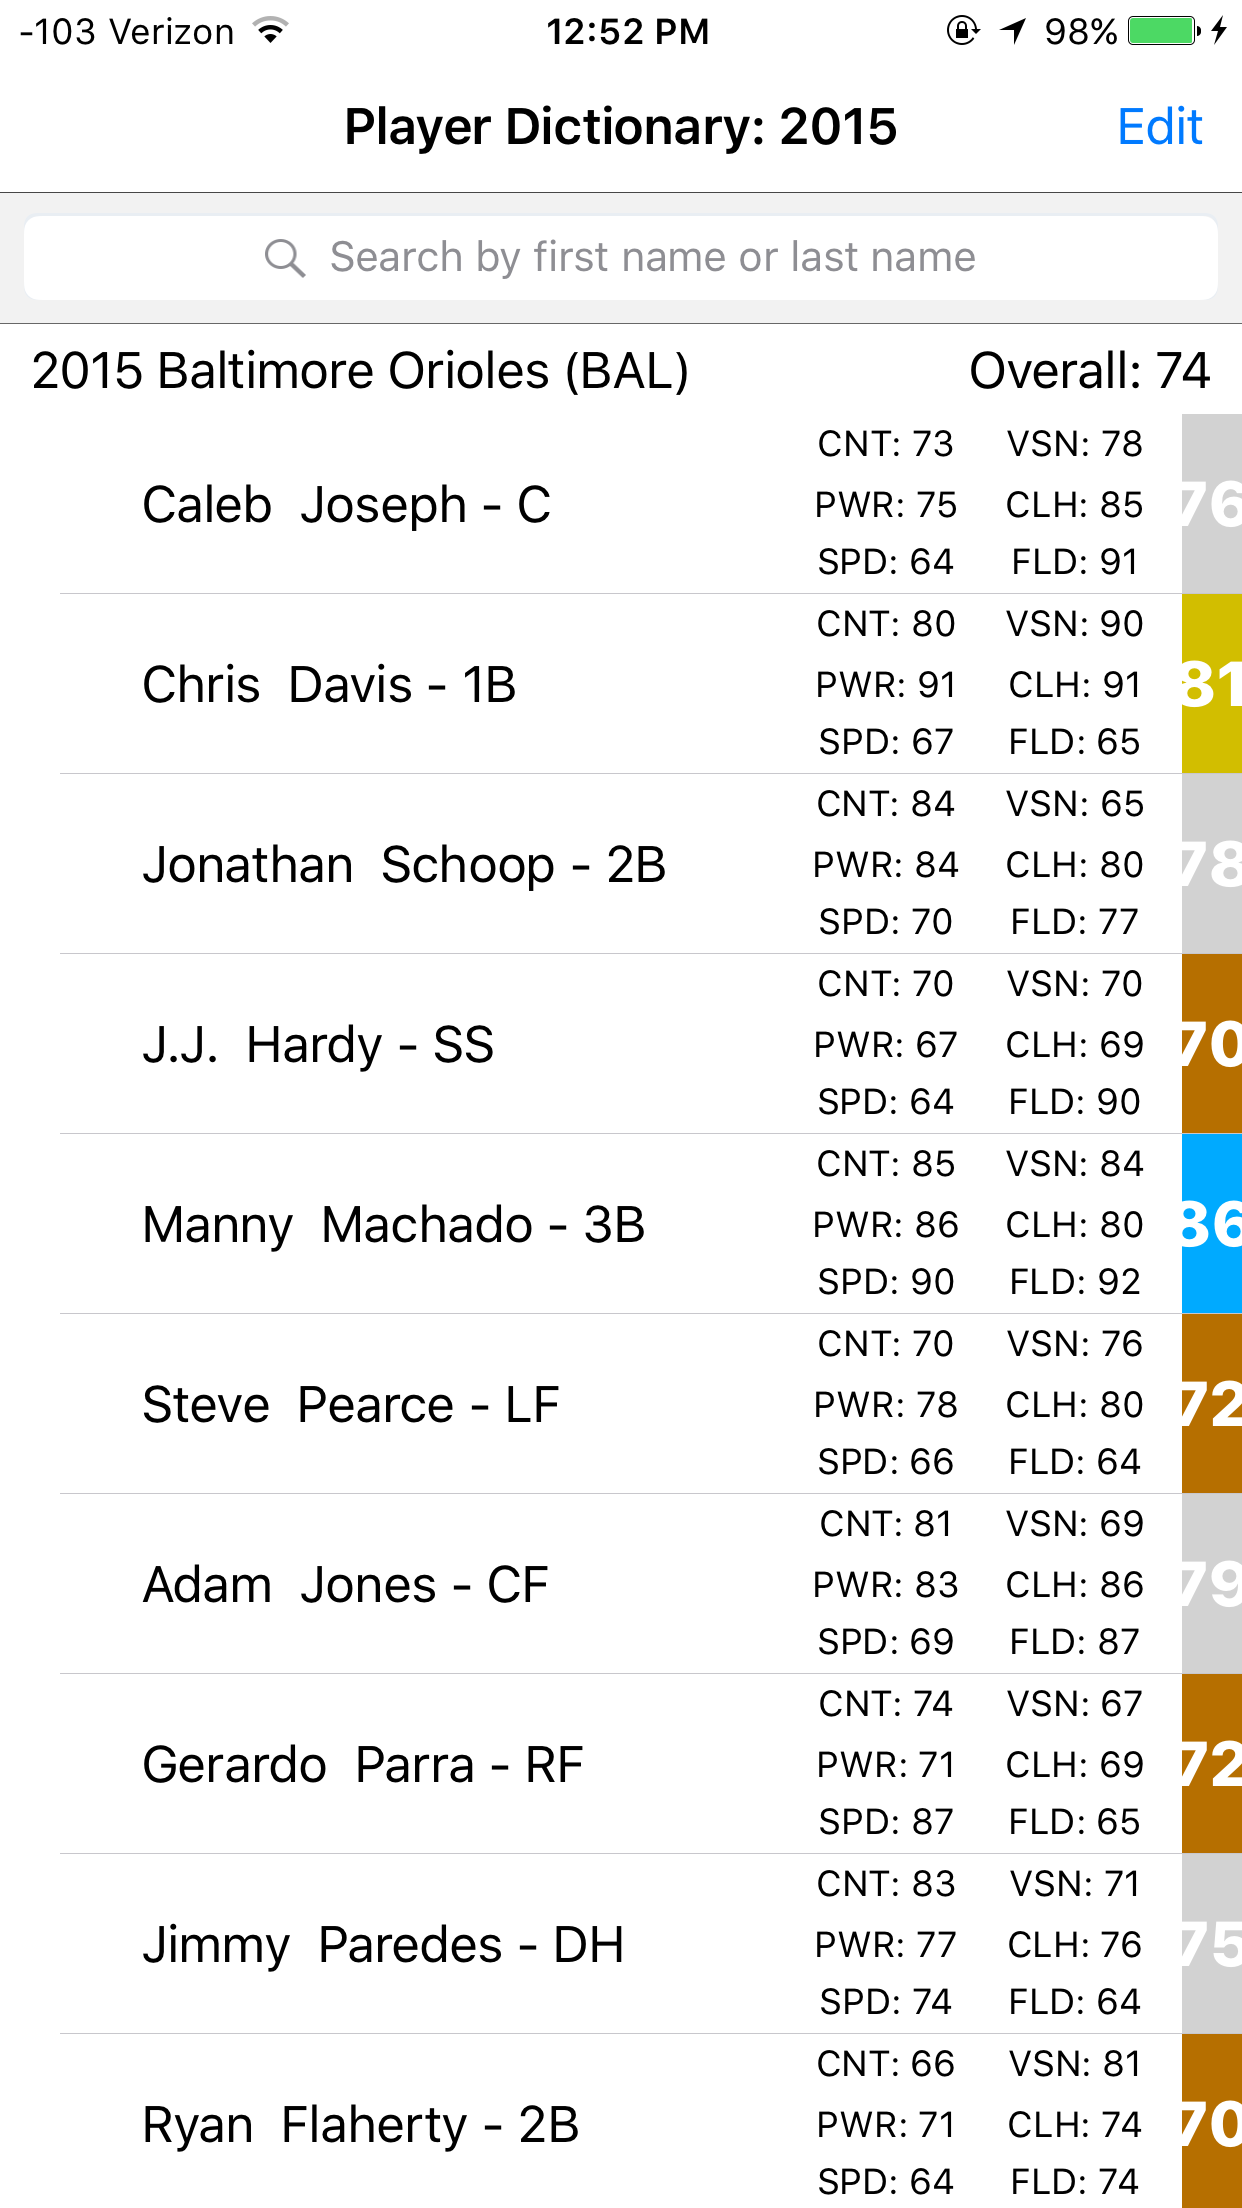 -103 Verizon 12:52 PM 98%
Player Dictionary: 2015 Edit
Search by first name or last name
2015 Baltimore Orioles (BAL) Overall: 74
CNT: 73 VSN: 78
Caleb Joseph - C PWR: 75 CLH: 85 76
SPD: 64 FLD: 91
CNT: 80 VSN: 90
Chris Davis - 1B PWR: 91 CLH: 91 81
SPD: 67 FLD: 65
CNT: 84 VSN: 65
Jonathan Schoop - 2B PWR: 84 CLH: 80 78
SPD: 70 FLD: 77
CNT: 70 VSN: 70
J.J. Hardy - SS PWR: 67 CLH: 69 70
SPD: 64 FLD: 90
CNT: 85 VSN: 84
Manny Machado - 3B PWR: 86 CLH: 80 86
SPD: 90 FLD: 92
CNT: 70 VSN: 76
Steve Pearce - LF PWR: 78 CLH: 80 72
SPD: 66 FLD: 64
CNT: 81 VSN: 69
Adam Jones - CF PWR: 83 CLH: 86 79
SPD: 69 FLD: 87
CNT: 74 VSN: 67
Gerardo Parra - RF PWR: 71 CLH: 69 72
SPD: 87 FLD: 65
CNT: 83 VSN: 71
Jimmy Paredes - DH PWR: 77 CLH: 76 75
SPD: 74 FLD: 64
CNT: 66 VSN: 81
Ryan Flaherty - 2B PWR: 71 CLH: 74 70
SPD: 64 FLD: 74